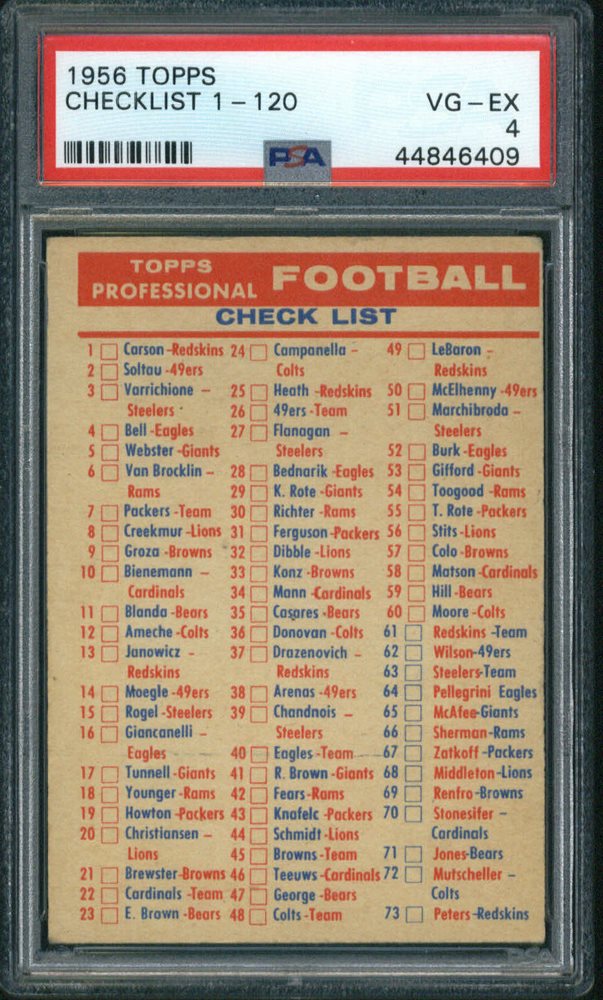 1956 TOPPS
CHECKLIST 1 - 120 VG - EX
4
PSA 44846409
TOPPS
PROFESSIONAL FOOTBALL
CHECK LIST
1 Carson -Redskins
2 Soltau -49ers
3 Varrichione -
Steelers
4 Bell -Eagles
5 Webster -Giants
6 Van Brocklin -
Rams
7 Packers -Team
8 Creekmur -Lions
9 Groza -Browns
10 Bienemann -
Cardinals
11 Blanda -Bears
12 Ameche -Colts
13 Janowicz -
Redskins
14 Moegle -49ers
15 Rogel -Steelers
16 Giancanelli -
Eagles
17 Tunnell -Giants
18 Younger -Rams
19 Howton -Packers
20 Christiansen -
Lions
21 Brewster -Browns
22 Cardinals -Team
23 E. Brown -Bears
24 Campanella -
Colts
25 Heath -Redskins
26 49ers -Team
27 Flanagan -
Steelers
28 Bednarik -Eagles
29 K. Rote -Giants
30 Richter -Rams
31 Ferguson -Packers
32 Dibble -Lions
33 Konz -Browns
34 Mann -Cardinals
35 Casares -Bears
36 Donovan -Colts
37 Drazenovich -
Redskins
38 Arenas -49ers
39 Chandnois -
Steelers
40 Eagles -Team
41 R. Brown -Giants
42 Fears -Rams
43 Knafelc -Packers
44 Schmidt -Lions
45 Browns -Team
46 Teeuws -Cardinals
47 George -Bears
48 Colts -Team
49 LeBaron -
Redskins
50 McElhenny -49ers
51 Marchibroda -
Steelers
52 Burk -Eagles
53 Gifford -Giants
54 Toogood -Rams
55 T. Rote -Packers
56 Stits -Lions
57 Colo -Browns
58 Matson -Cardinals
59 Hill -Bears
60 Moore -Colts
61 Redskins -Team
62 Wilson-49ers
63 Steelers-Team
64 Pellegrini Eagles
65 McAfee-Giants
66 Sherman-Rams
67 Zatkoff -Packers
68 Middleton -Lions
69 Renfro -Browns
70 Stonesifer -
Cardinals
71 Jones-Bears
72 Mutscheller -
Colts
73 Peters -Redskins